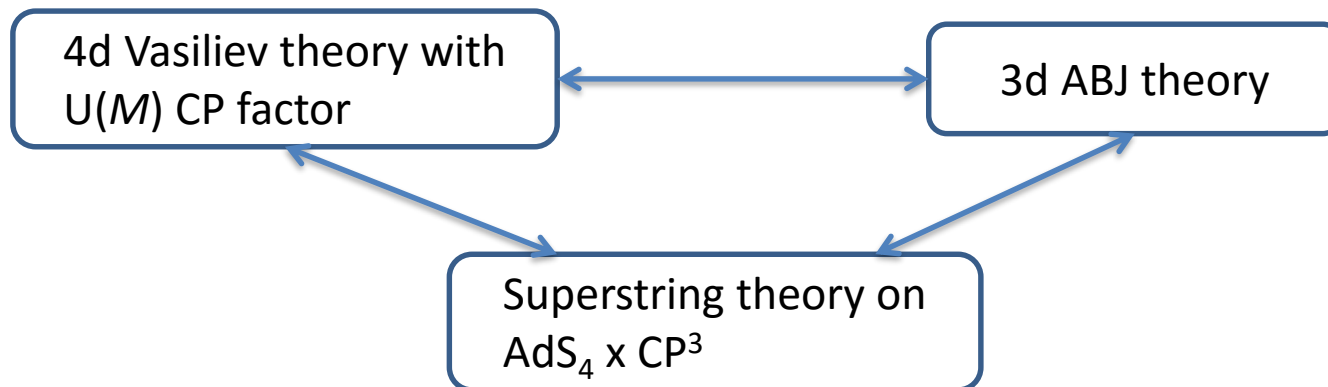 4d Vasiliev theory with
U(M) CP factor
3d ABJ theory
Superstring theory on
AdS₄ x CP³